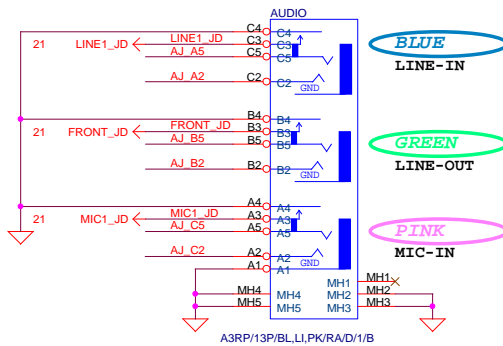 AUDIO
C4 C4
21 LINE1_JD LINE1_JD C3 C3
AJ_A5 C5 C5
AJ_A2 C2 C2
GND
BLUE
LINE-IN
B4 B4
21 FRONT_JD FRONT_JD B3 B3
AJ_B5 B5 B5
AJ_B2 B2 B2
GND
GREEN
LINE-OUT
A4 A4
21 MIC1_JD MIC1_JD A3 A3
AJ_C5 A5 A5
AJ_C2 A2 A2
GND
A1 A1
PINK
MIC-IN
MH1 MH1
MH4 MH4 MH2 MH2
MH5 MH5 MH3 MH3
A3RP/13P/BL,LI,PK/RA/D/1/B